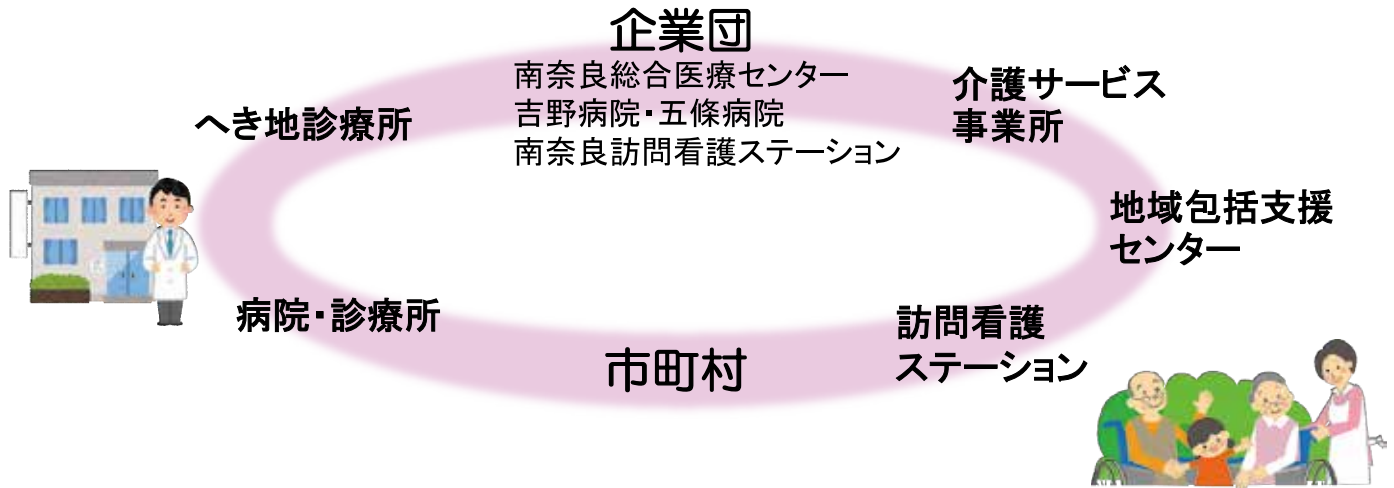 企業団
南奈良総合医療センター
吉野病院・五條病院
南奈良訪問看護ステーション
介護サービス
事業所
へき地診療所
地域包括支援
センター
病院・診療所
訪問看護
ステーション
市町村